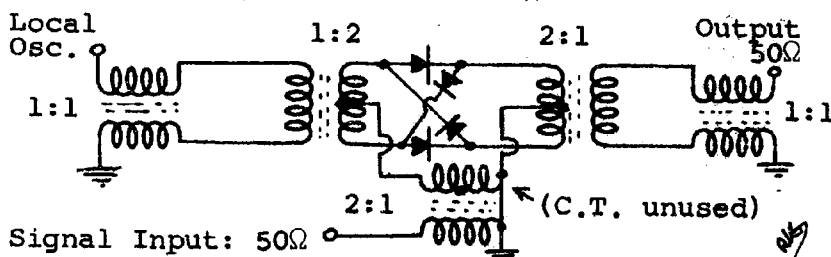 Local Osc.
1:2
2:1
Output 50Ω
1:1
1:1
2:1
(C.T. unused)
Signal Input: 50Ω